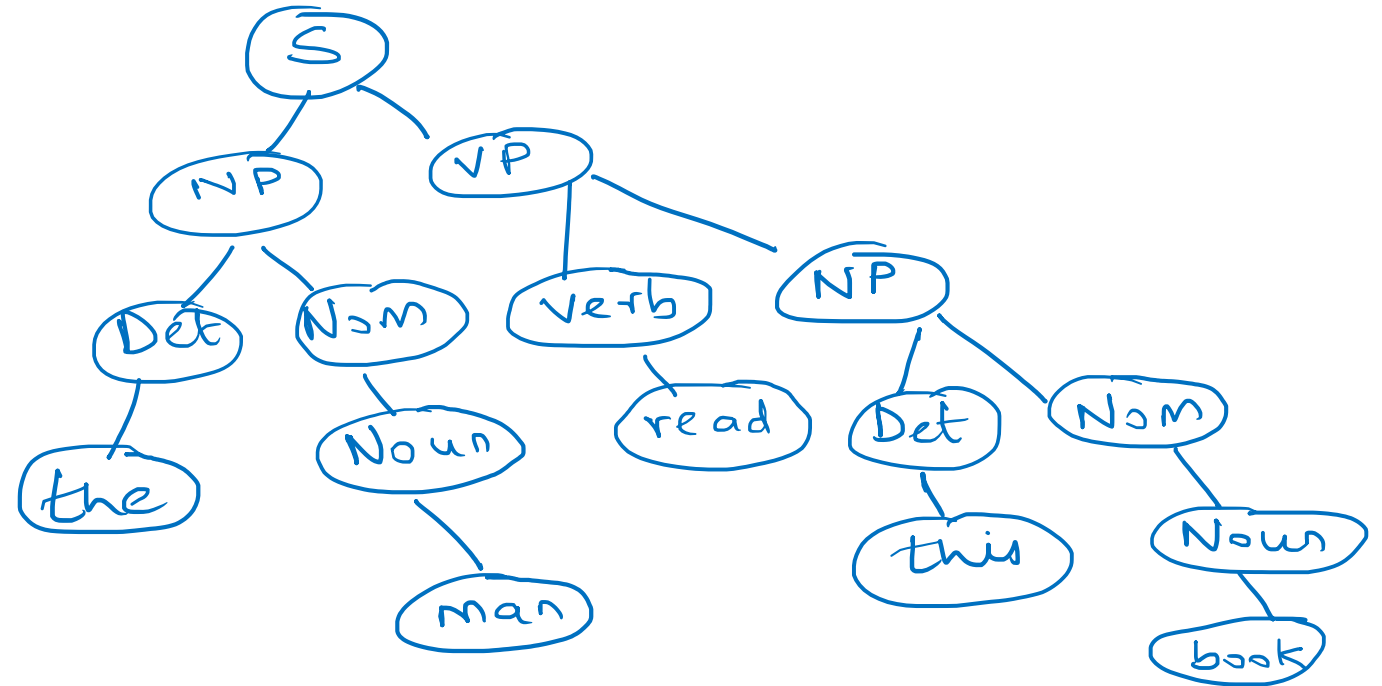 S
NP VP
Det Nom Verb NP
the Noun read Det Nom
man this Noun
book